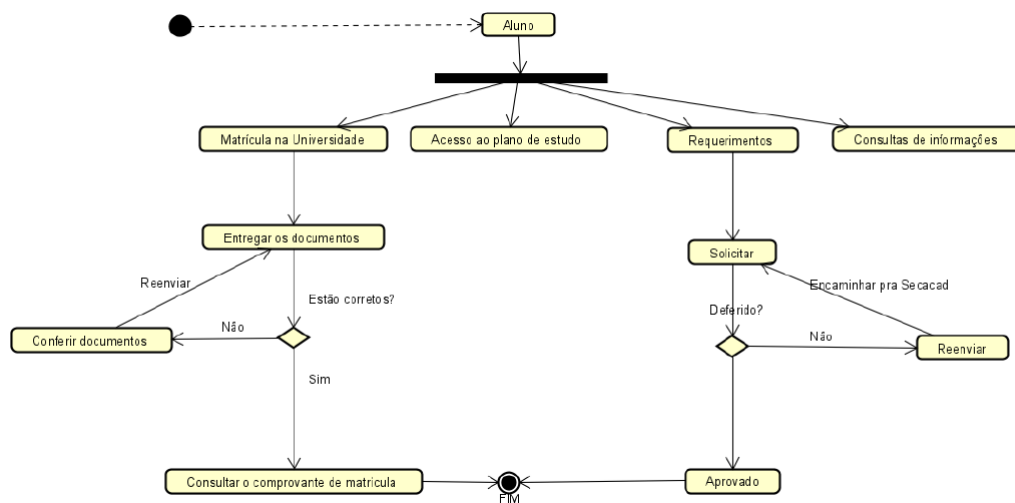 Aluno
Matrícula na Universidade
Acesso ao plano de estudo
Requerimentos
Consultas de informações
Entregar os documentos
Solicitar
Reenviar
Encaminhar pra Secacad
Estão corretos?
Deferido?
Conferir documentos
Não
Não
Reenviar
Sim
Consultar o comprovante de matrícula
Aprovado
FIM